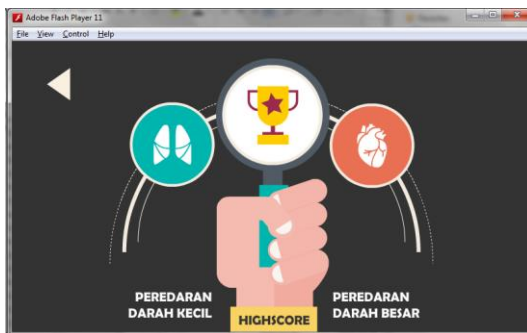 Adobe Flash Player 11
File View Control Help
PEREDARAN
DARAH KECIL
HIGHSCORE
PEREDARAN
DARAH BESAR